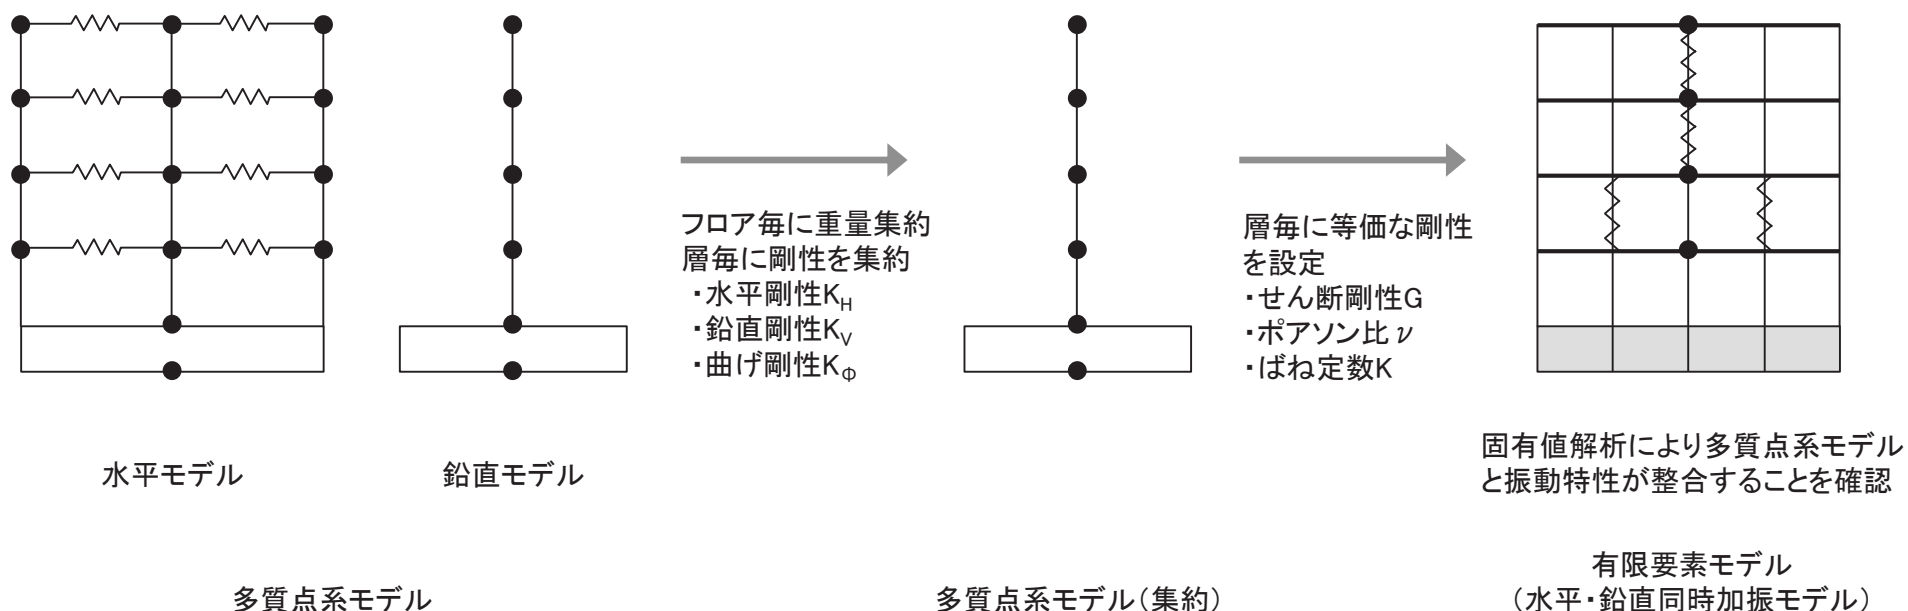 フロア毎に重量集約
層毎に剛性を集約
・水平剛性KH
・鉛直剛性KV
・曲げ剛性KΦ
層毎に等価な剛性
を設定
・せん断剛性G
・ポアソン比ν
・ばね定数K
水平モデル
鉛直モデル
固有値解析により多質点系モデル
と振動特性が整合することを確認
多質点系モデル
多質点系モデル(集約)
有限要素モデル
(水平・鉛直同時加振モデル)